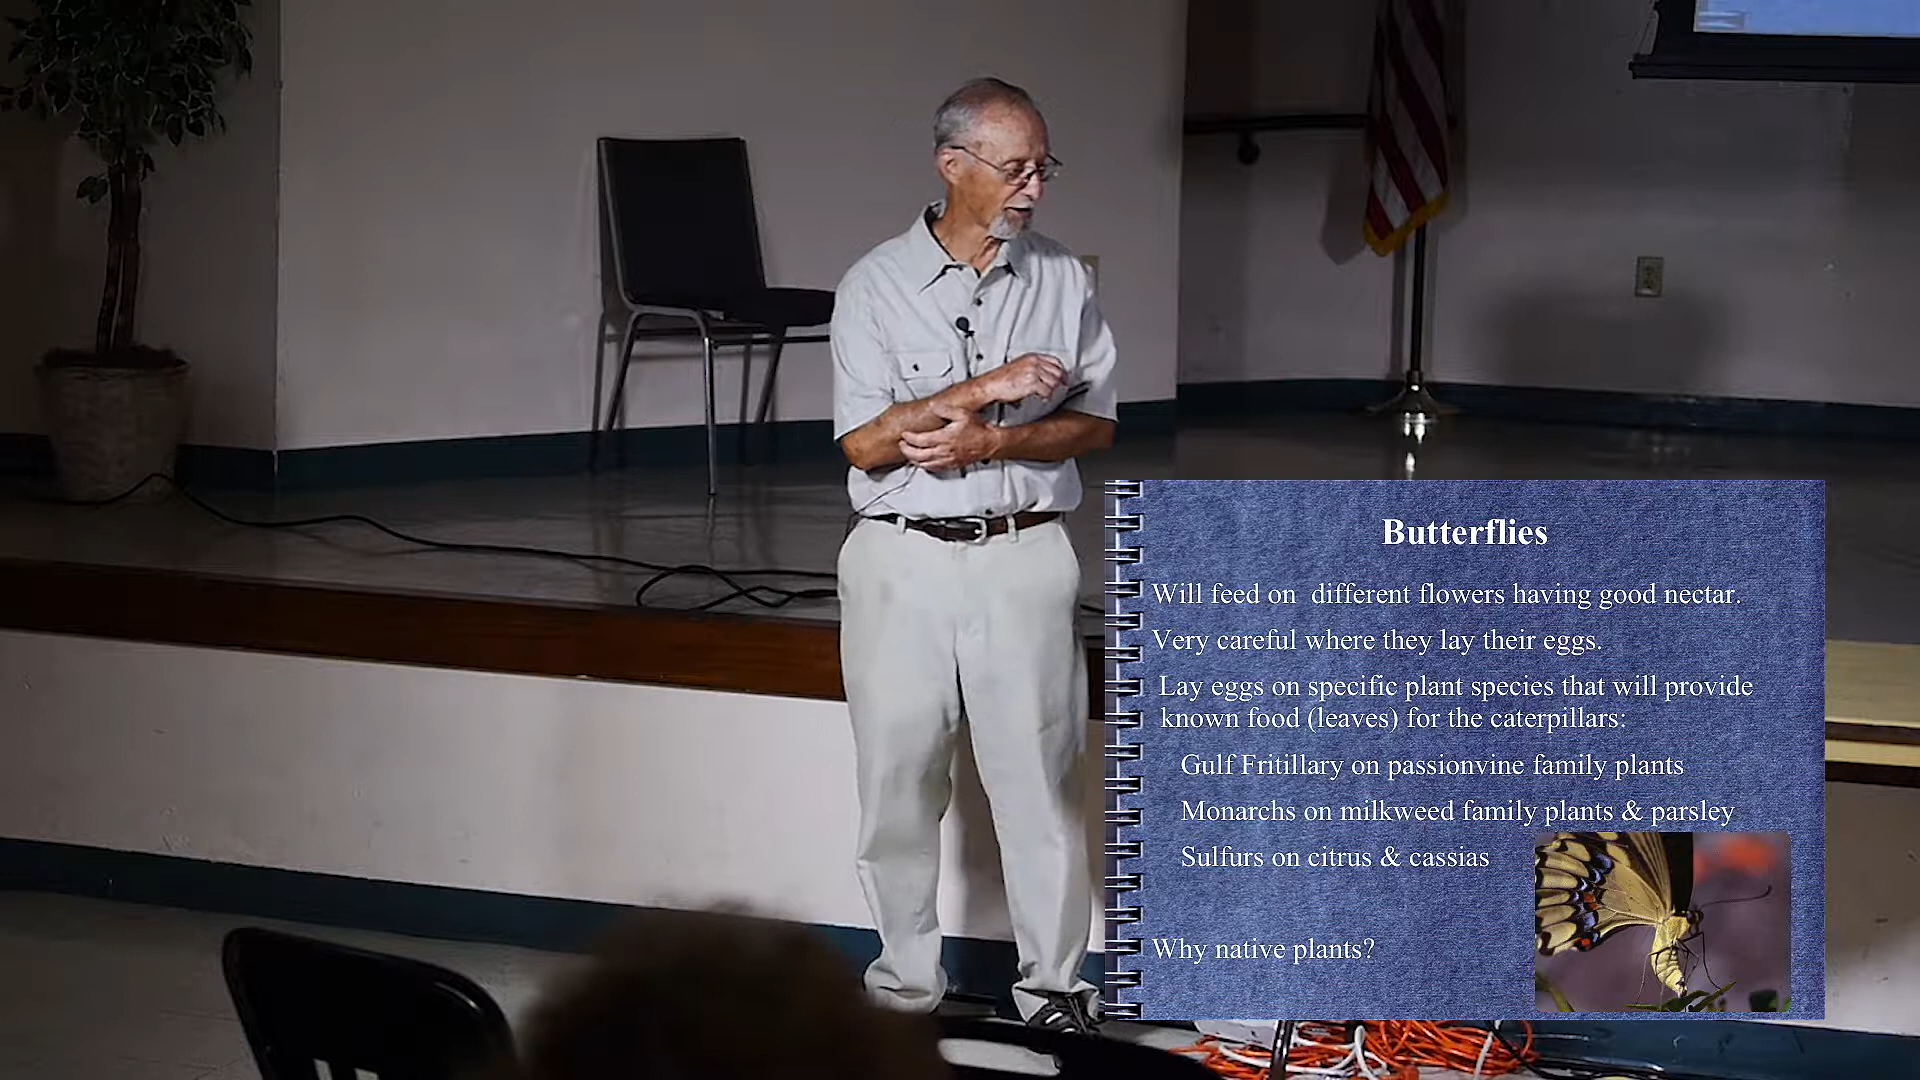 Butterflies
Will feed on different flowers having good nectar.
Very careful where they lay their eggs.
Lay eggs on specific plant species that will provide
known food (leaves) for the caterpillars:
Gulf Fritillary on passionvine family plants
Monarchs on milkweed family plants & parsley
Sulfurs on citrus & cassias
Why native plants?